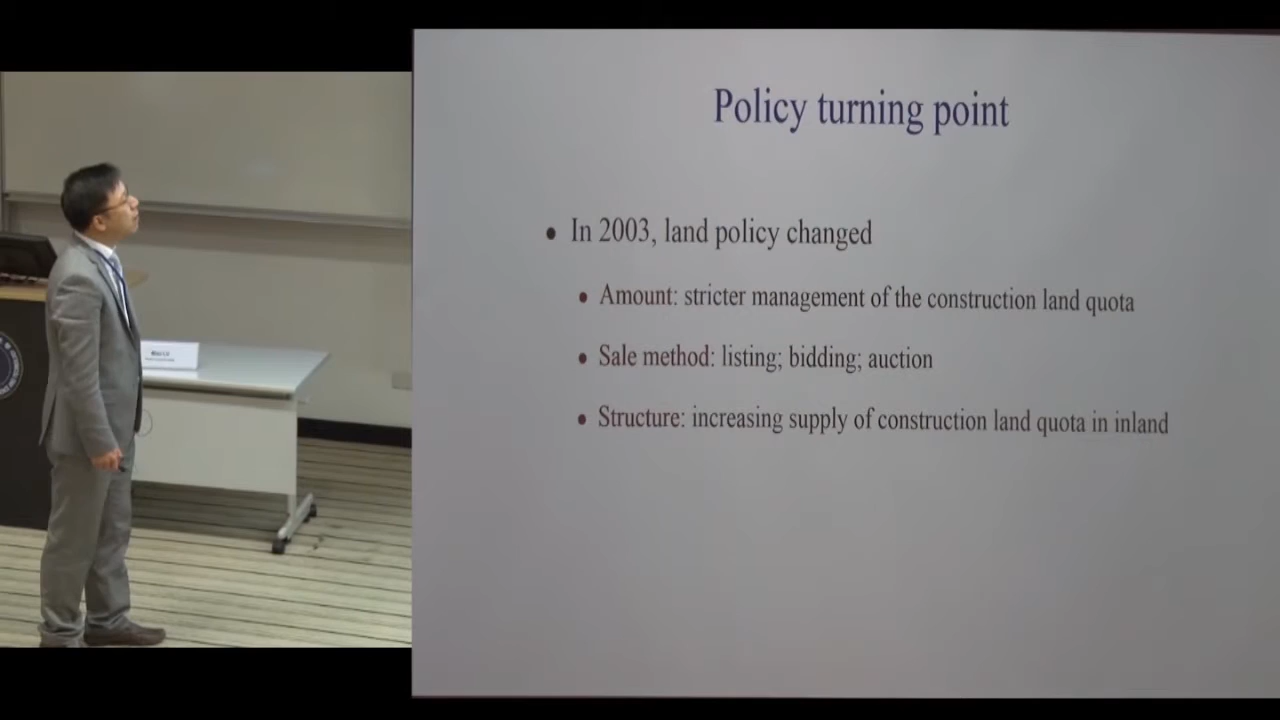 Policy turning point
• In 2003, land policy changed
• Amount: stricter management of the construction land quota
• Sale method: listing; bidding; auction
• Structure: increasing supply of construction land quota in inland